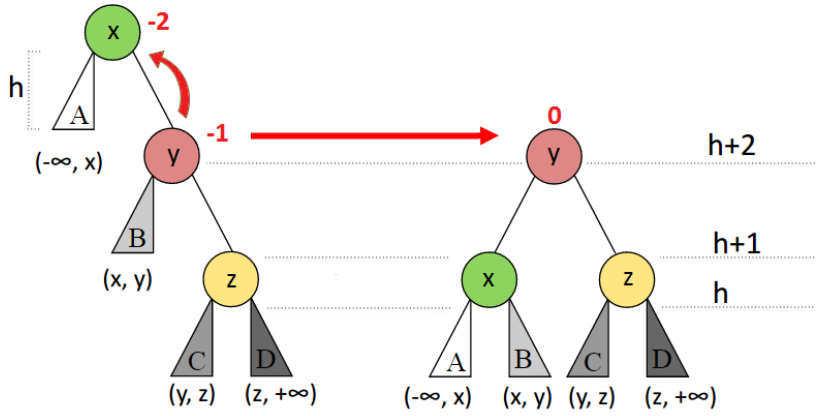 x -2
h
A
(-∞, x)
y -1
0
y
h+2
B
(x, y)
z
x
z
h+1
h
C
D
A
B
C
D
(y, z) (z, +∞)
(-∞, x) (x, y) (y, z) (z, +∞)